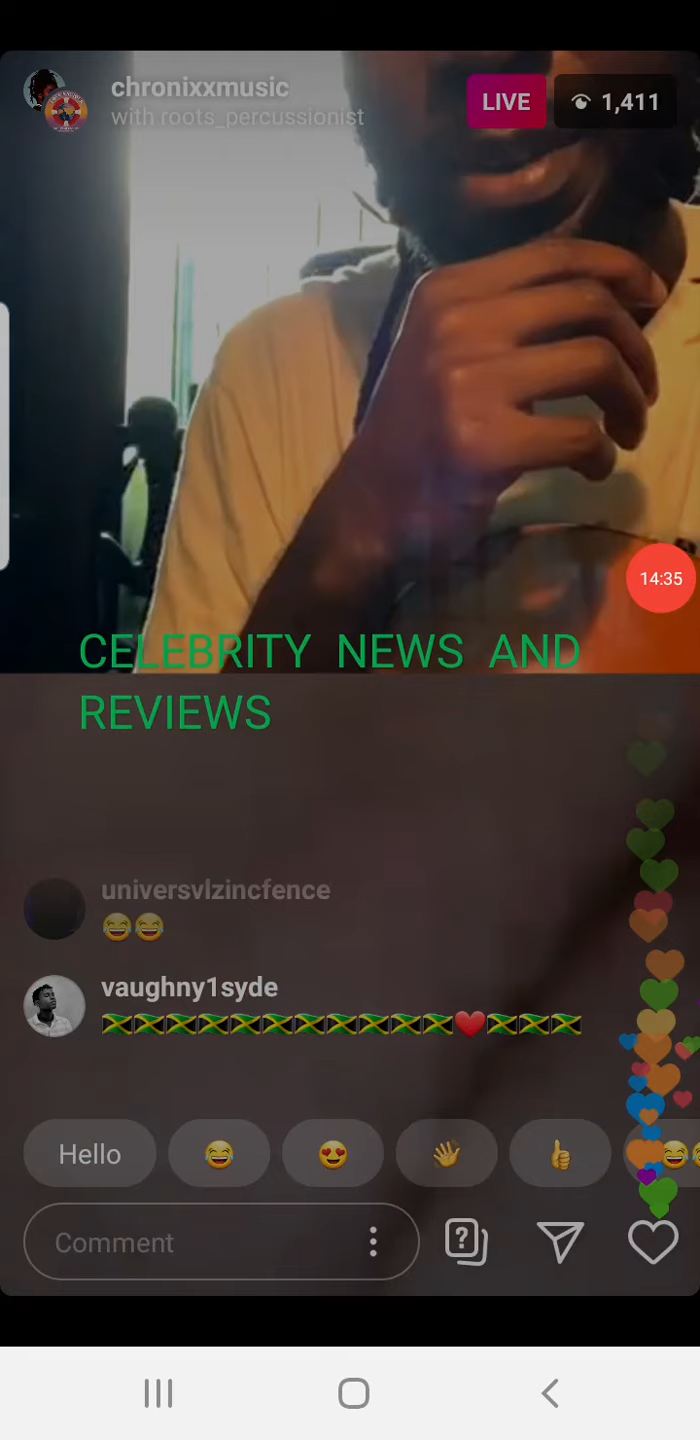 chronixxmusic
with roots_percussionist
LIVE
1,411
14:35
CELEBRITY NEWS AND
REVIEWS
universvlzincfence
😂😂
vaughny1syde
🇯🇲🇯🇲🇯🇲🇯🇲🇯🇲🇯🇲🇯🇲🇯🇲🇯🇲🇯🇲🇯🇲❤️🇯🇲🇯🇲🇯🇲
Hello
Comment